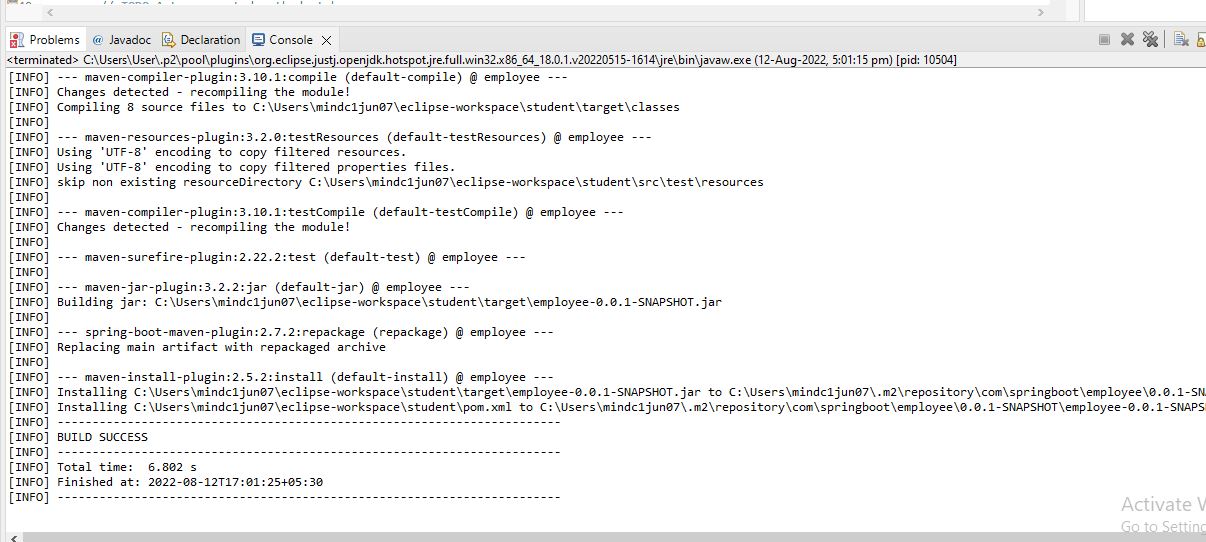 Problems @ Javadoc Declaration Console
<terminated> C:\Users\User\.p2\pool\plugins\org.eclipse.justj.openjdk.hotspot.jre.full.win32.x86_64_18.0.1.v20220515-1614\jre\bin\javaw.exe (12-Aug-2022, 5:01:15 pm) [pid: 10504]
[INFO] --- maven-compiler-plugin:3.10.1:compile (default-compile) @ employee ---
[INFO] Changes detected - recompiling the module!
[INFO] Compiling 8 source files to C:\Users\mindc1jun07\eclipse-workspace\student\target\classes
[INFO]
[INFO] --- maven-resources-plugin:3.2.0:testResources (default-testResources) @ employee ---
[INFO] Using 'UTF-8' encoding to copy filtered resources.
[INFO] Using 'UTF-8' encoding to copy filtered properties files.
[INFO] skip non existing resourceDirectory C:\Users\mindc1jun07\eclipse-workspace\student\src\test\resources
[INFO]
[INFO] --- maven-compiler-plugin:3.10.1:testCompile (default-testCompile) @ employee ---
[INFO] Changes detected - recompiling the module!
[INFO]
[INFO] --- maven-surefire-plugin:2.22.2:test (default-test) @ employee ---
[INFO]
[INFO] --- maven-jar-plugin:3.2.2:jar (default-jar) @ employee ---
[INFO] Building jar: C:\Users\mindc1jun07\eclipse-workspace\student\target\employee-0.0.1-SNAPSHOT.jar
[INFO]
[INFO] --- spring-boot-maven-plugin:2.7.2:repackage (repackage) @ employee ---
[INFO] Replacing main artifact with repackaged archive
[INFO]
[INFO] --- maven-install-plugin:2.5.2:install (default-install) @ employee ---
[INFO] Installing C:\Users\mindc1jun07\eclipse-workspace\student\target\employee-0.0.1-SNAPSHOT.jar to C:\Users\mindc1jun07\.m2\repository\com\springboot\employee\0.0.1-SNA
[INFO] Installing C:\Users\mindc1jun07\eclipse-workspace\student\pom.xml to C:\Users\mindc1jun07\.m2\repository\com\springboot\employee\0.0.1-SNAPSHOT\employee-0.0.1-SNAPS
[INFO] ------------------------------------------------------------------------
[INFO] BUILD SUCCESS
[INFO] ------------------------------------------------------------------------
[INFO] Total time:  6.802 s
[INFO] Finished at: 2022-08-12T17:01:25+05:30
[INFO] ------------------------------------------------------------------------
Activate W
Go to Setting